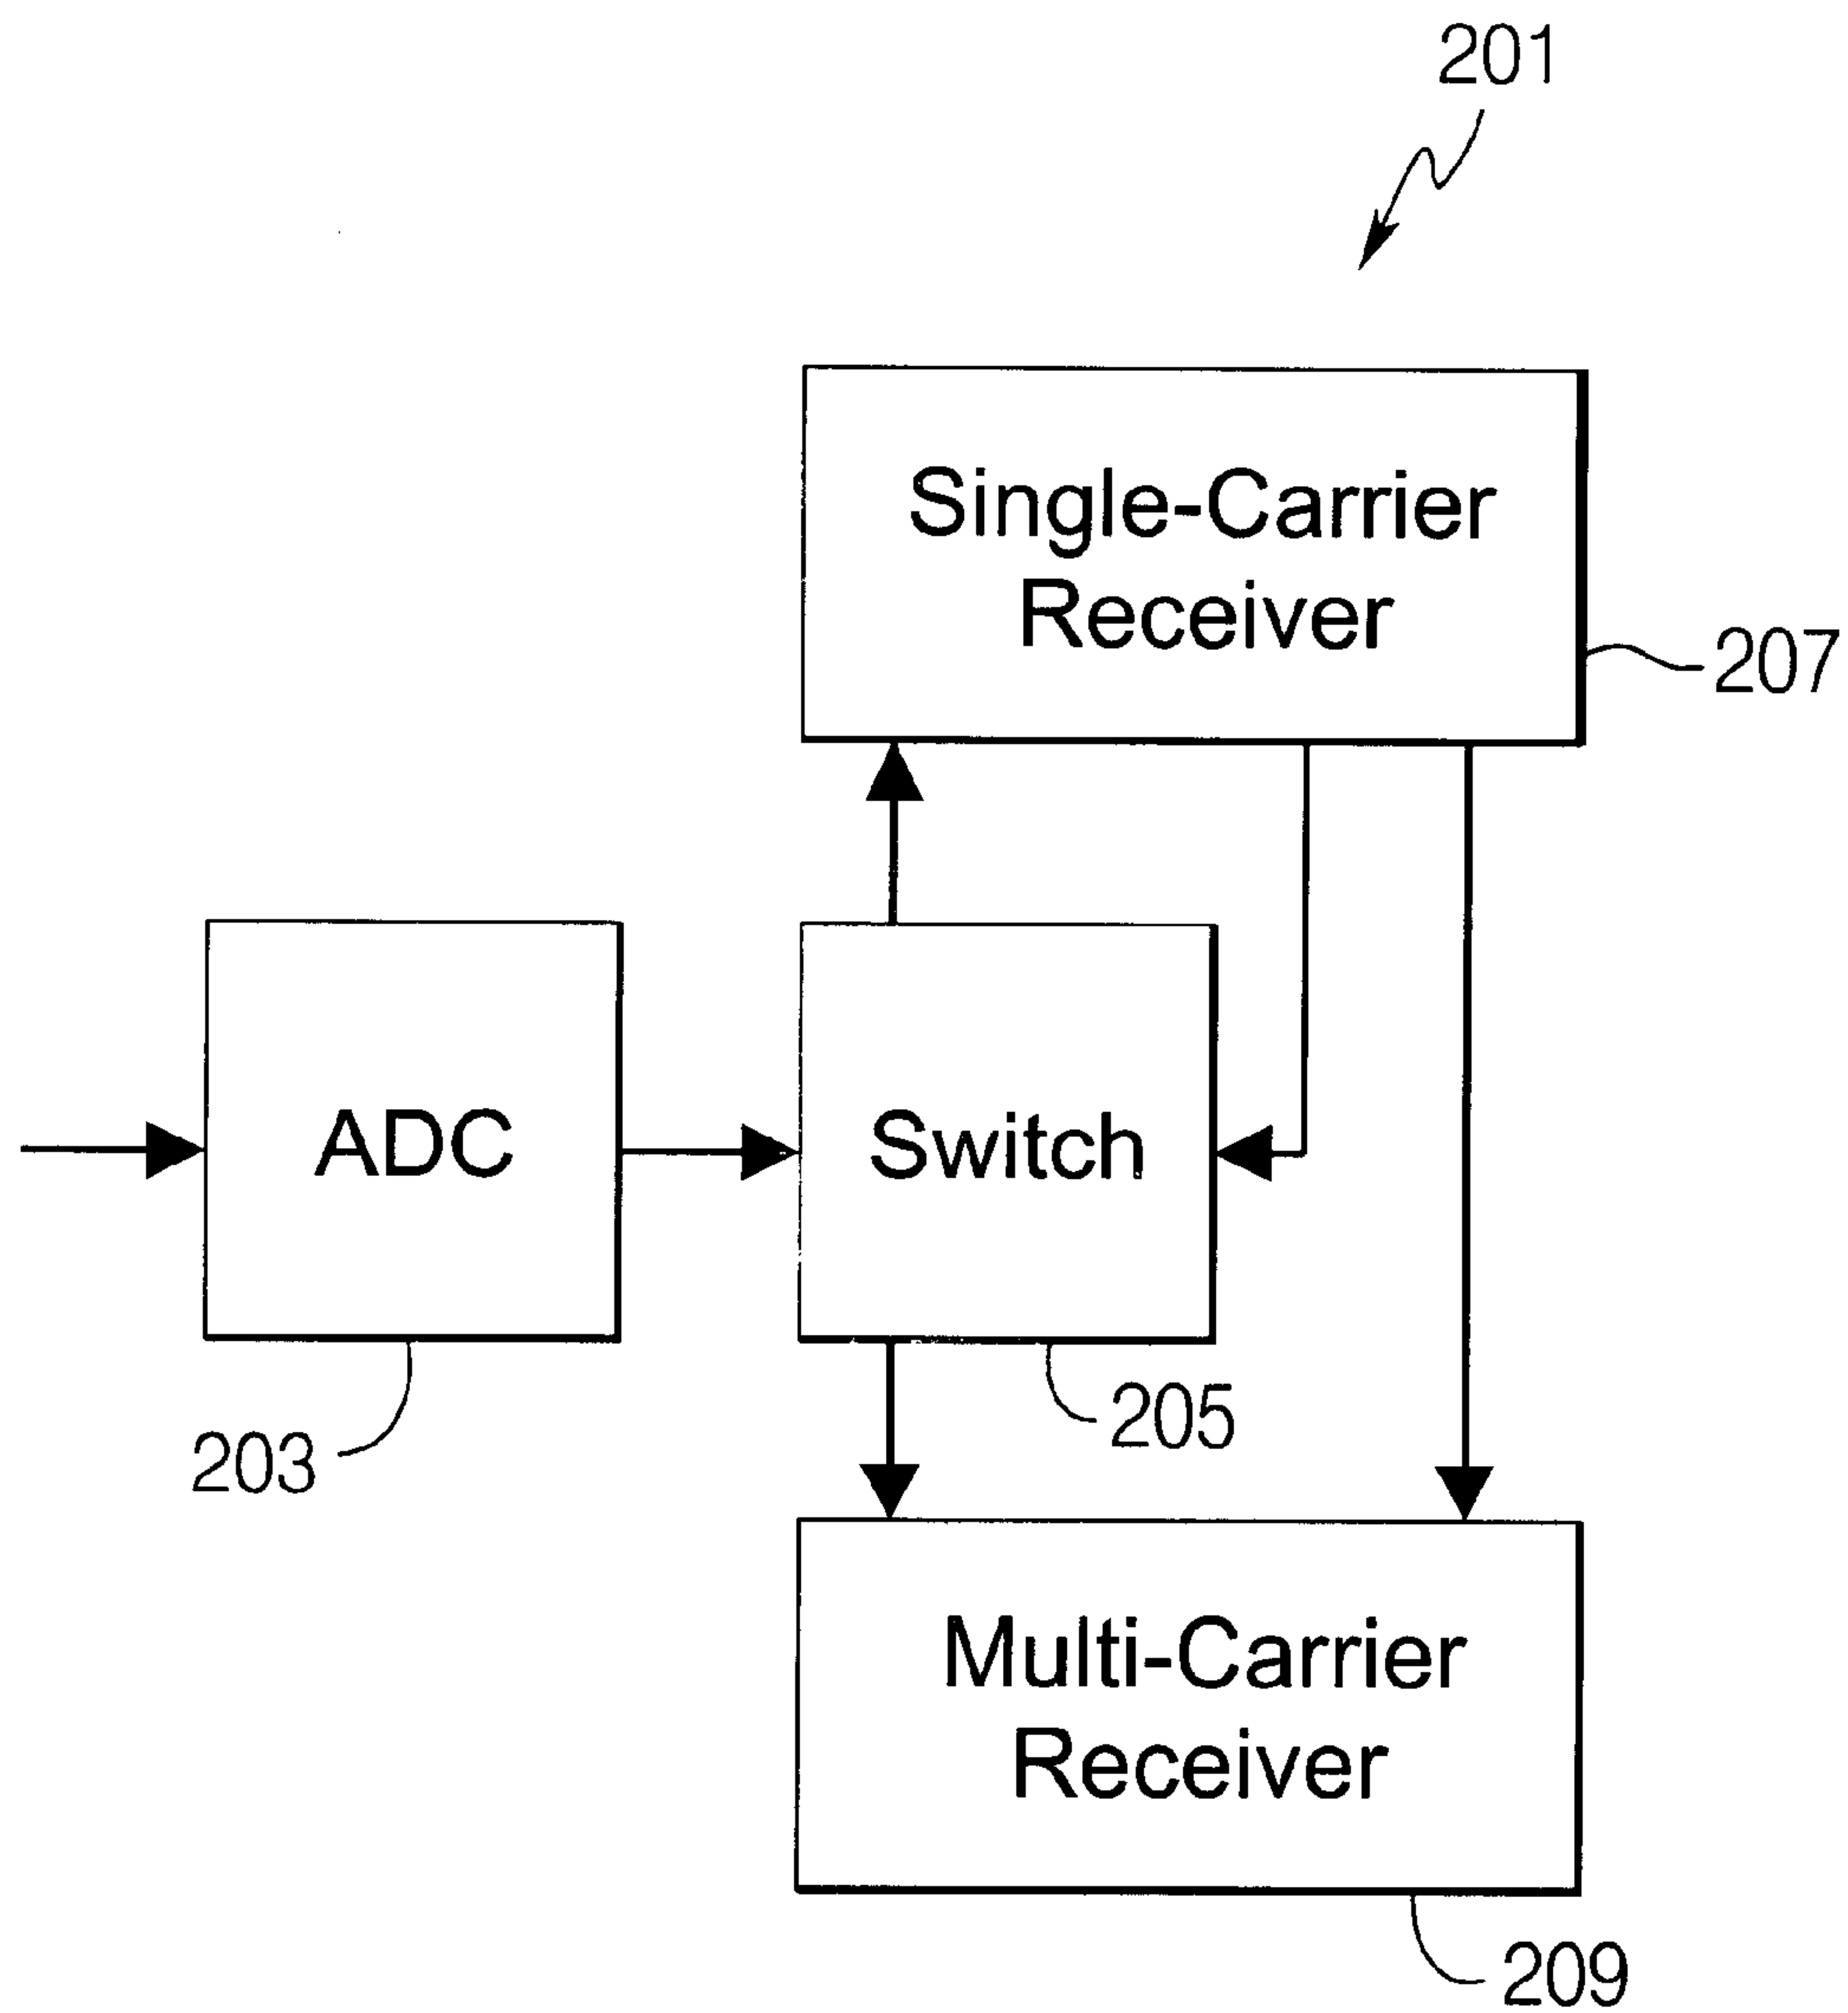 201
Single-Carrier
Receiver
207
ADC
Switch
203
205
Multi-Carrier
Receiver
209